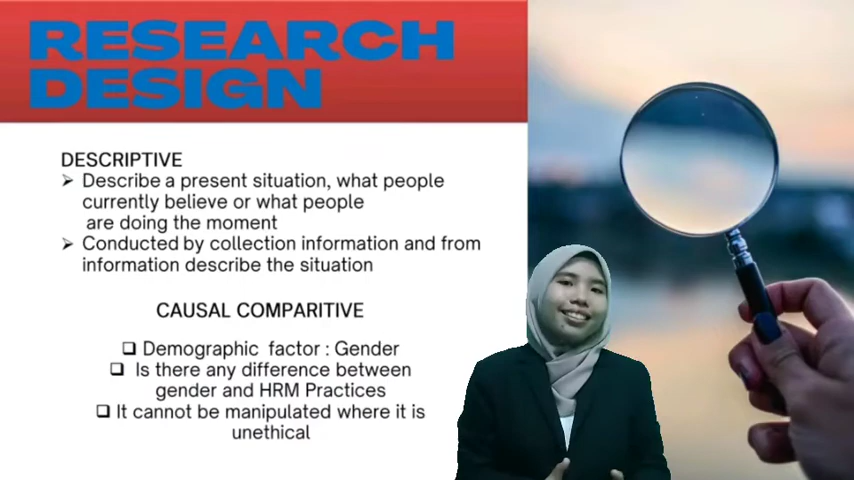 RESEARCH
DESIGN
DESCRIPTIVE
➢ Describe a present situation, what people
currently believe or what people
are doing the moment
➢ Conducted by collection information and from
information describe the situation
CAUSAL COMPARITIVE
❑ Demographic factor : Gender
❑ Is there any difference between
gender and HRM Practices
❑ It cannot be manipulated where it is
unethical